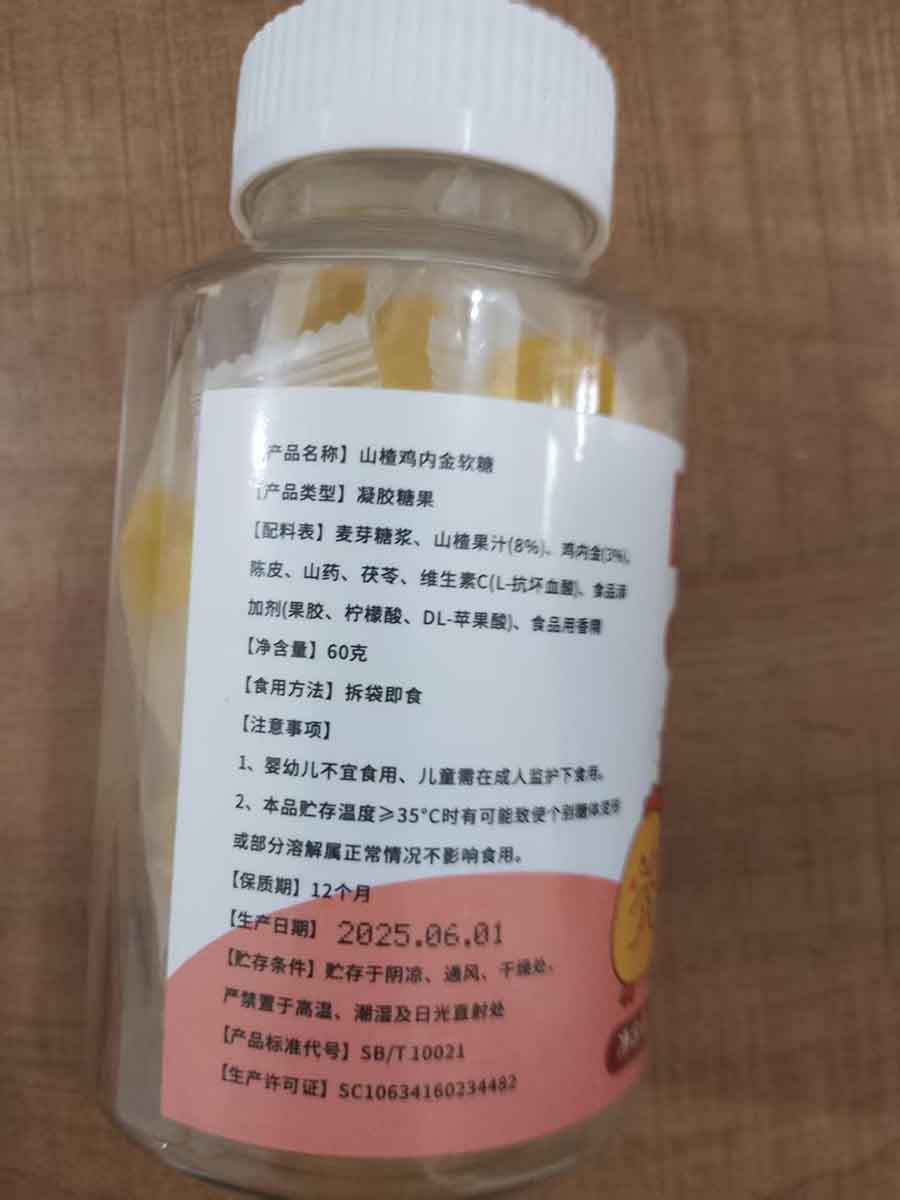 【产品名称】山楂鸡内金软糖
【产品类型】凝胶糖果
【配料表】麦芽糖浆、山楂果汁(8%)、鸡内金(3%)、
陈皮、山药、茯苓、维生素C(L-抗坏血酸)、食品添
加剂(果胶、柠檬酸、DL-苹果酸)、食品用香精
【净含量】60克
【食用方法】拆袋即食
【注意事项】
1、婴幼儿不宜食用、儿童需在成人监护下食用。
2、本品贮存温度≥35°C时有可能致使个别糖体变形
或部分溶解属正常情况不影响食用。
【保质期】12个月
【生产日期】 2025.06.01
【贮存条件】贮存于阴凉、通风、干燥处、
严禁置于高温、潮湿及日光直射处
【产品标准代号】SB/T 10021
【生产许可证】SC10634160234482